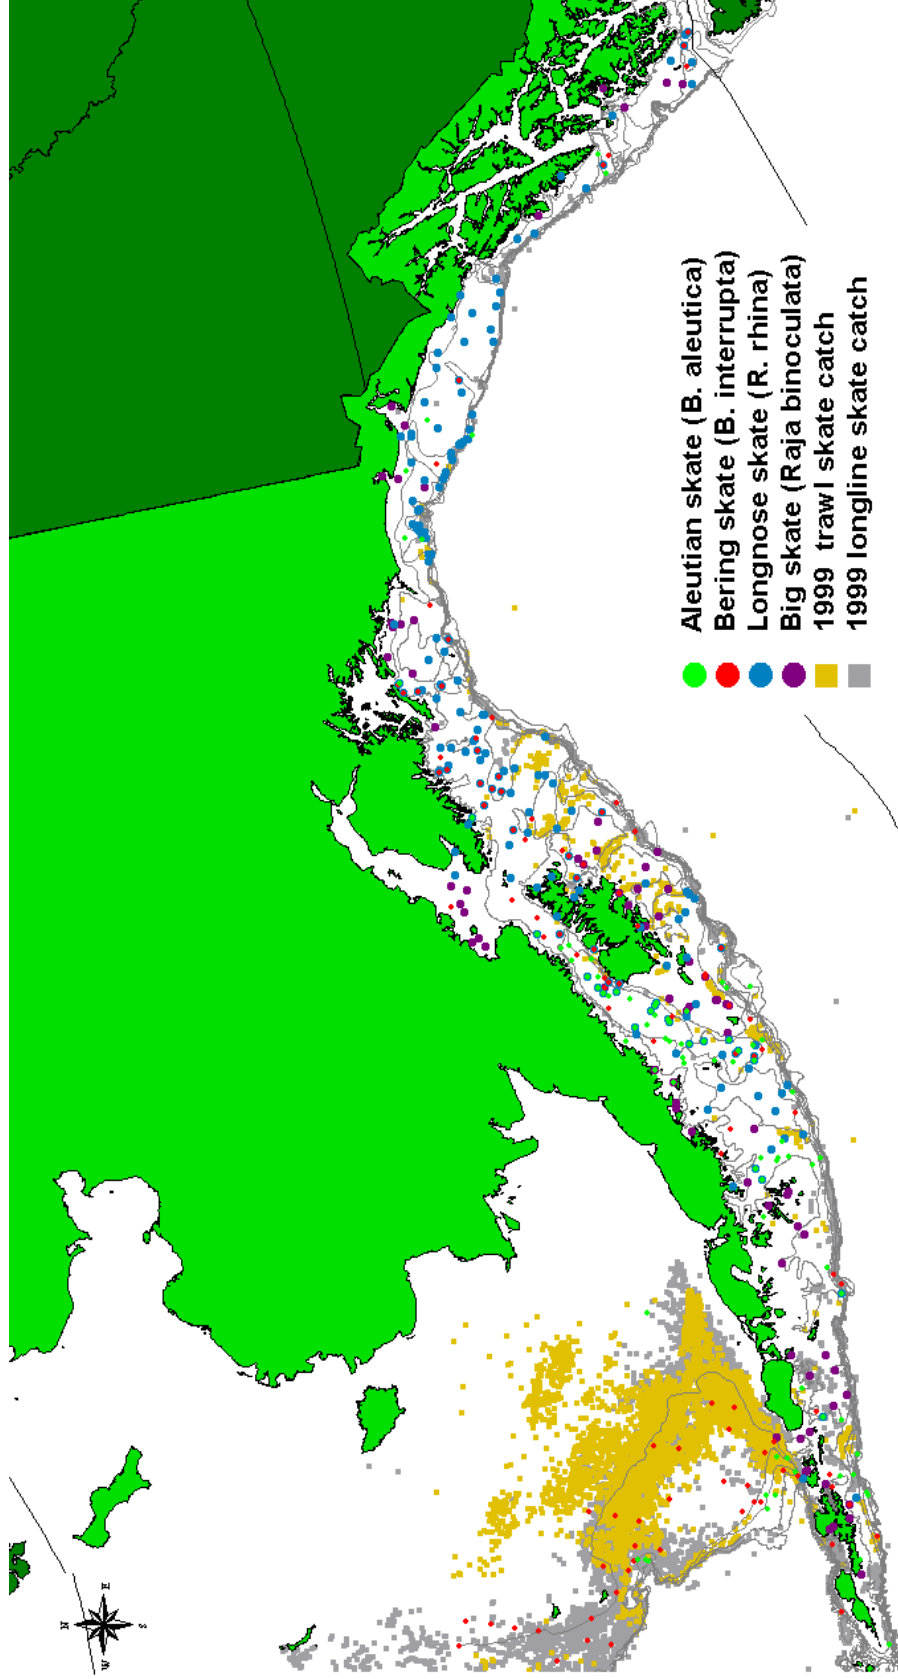 Aleutian skate (B. aleutica)
Bering skate (B. interrupta)
Longnose skate (R. rhina)
Big skate (Raja binoculata)
1999 trawl skate catch
1999 longline skate catch
N
E
S
W